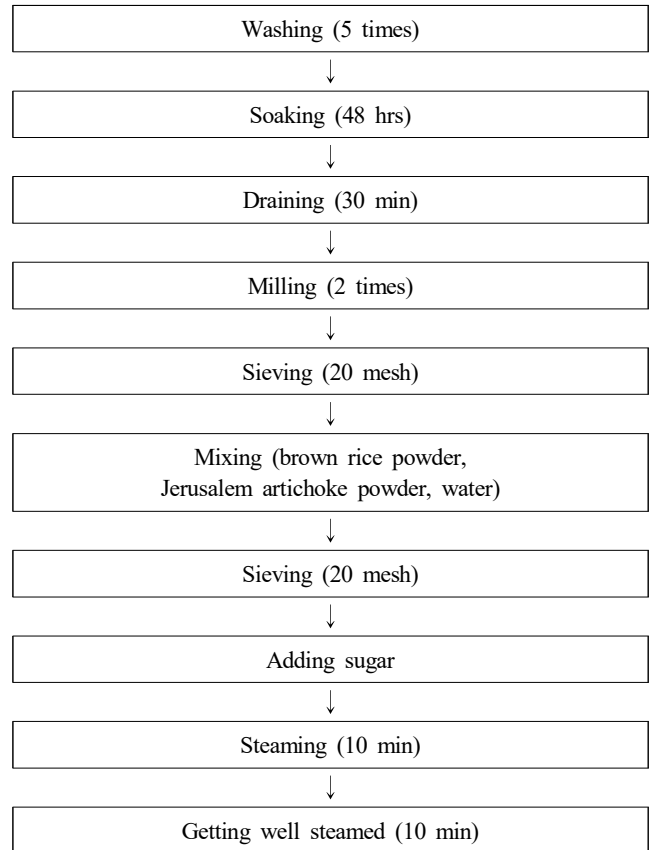 Washing (5 times)
↓
Soaking (48 hrs)
↓
Draining (30 min)
↓
Milling (2 times)
↓
Sieving (20 mesh)
↓
Mixing (brown rice powder,
Jerusalem artichoke powder, water)
↓
Sieving (20 mesh)
↓
Adding sugar
↓
Steaming (10 min)
↓
Getting well steamed (10 min)